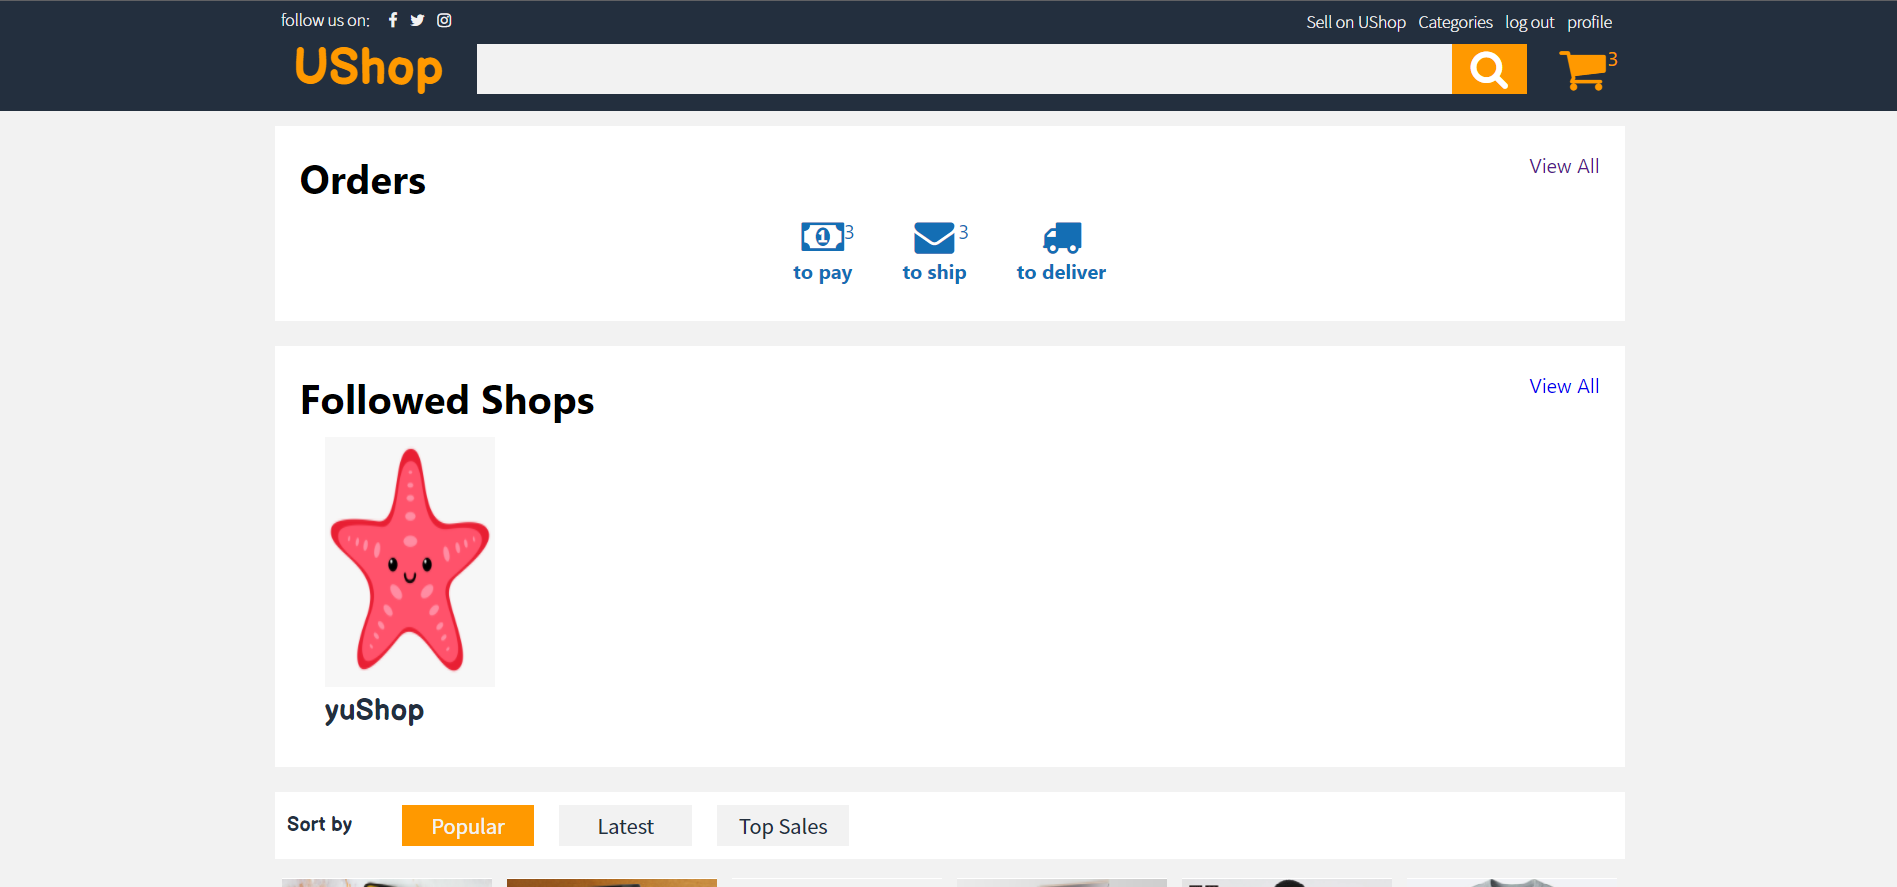 follow us on:
Sell on UShop Categories log out profile
UShop
3
Orders
View All
3 3
to pay to ship to deliver
Followed Shops
View All
yuShop
Sort by Popular Latest Top Sales